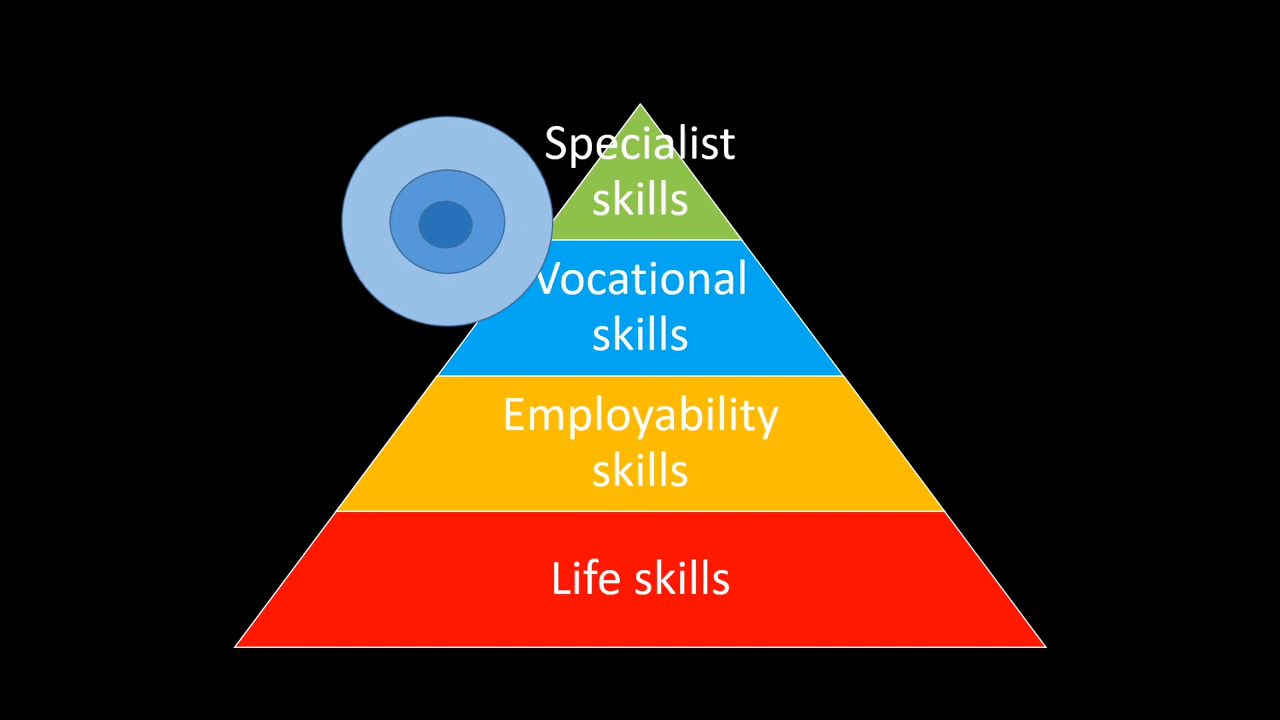 Specialist
skills
Vocational
skills
Employability
skills
Life skills